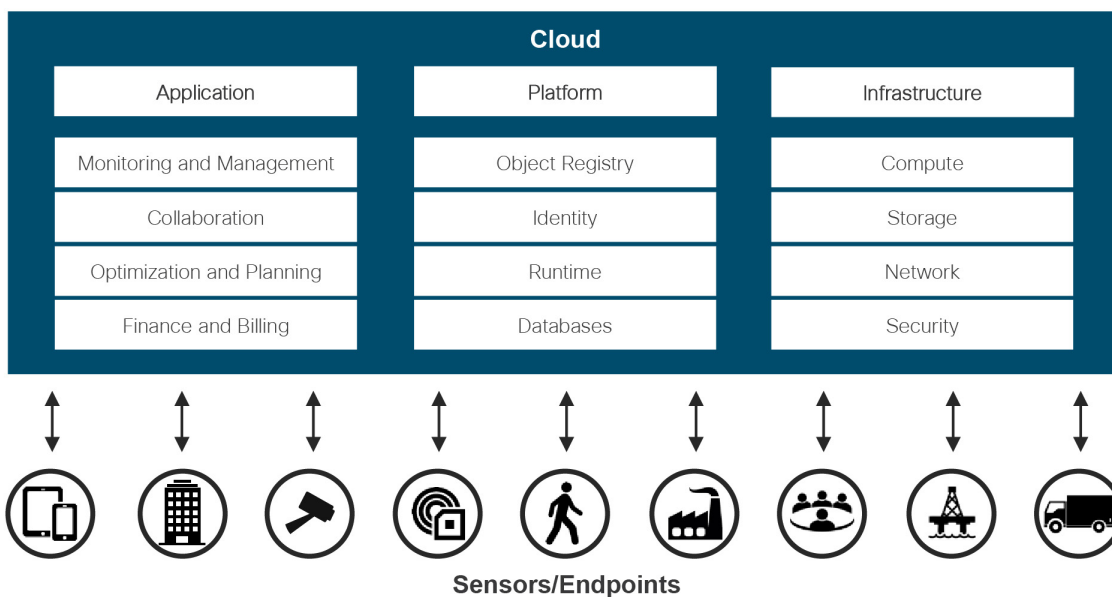 Cloud
Application
Platform
Infrastructure
Monitoring and Management
Object Registry
Compute
Collaboration
Identity
Storage
Optimization and Planning
Runtime
Network
Finance and Billing
Databases
Security
Sensors/Endpoints